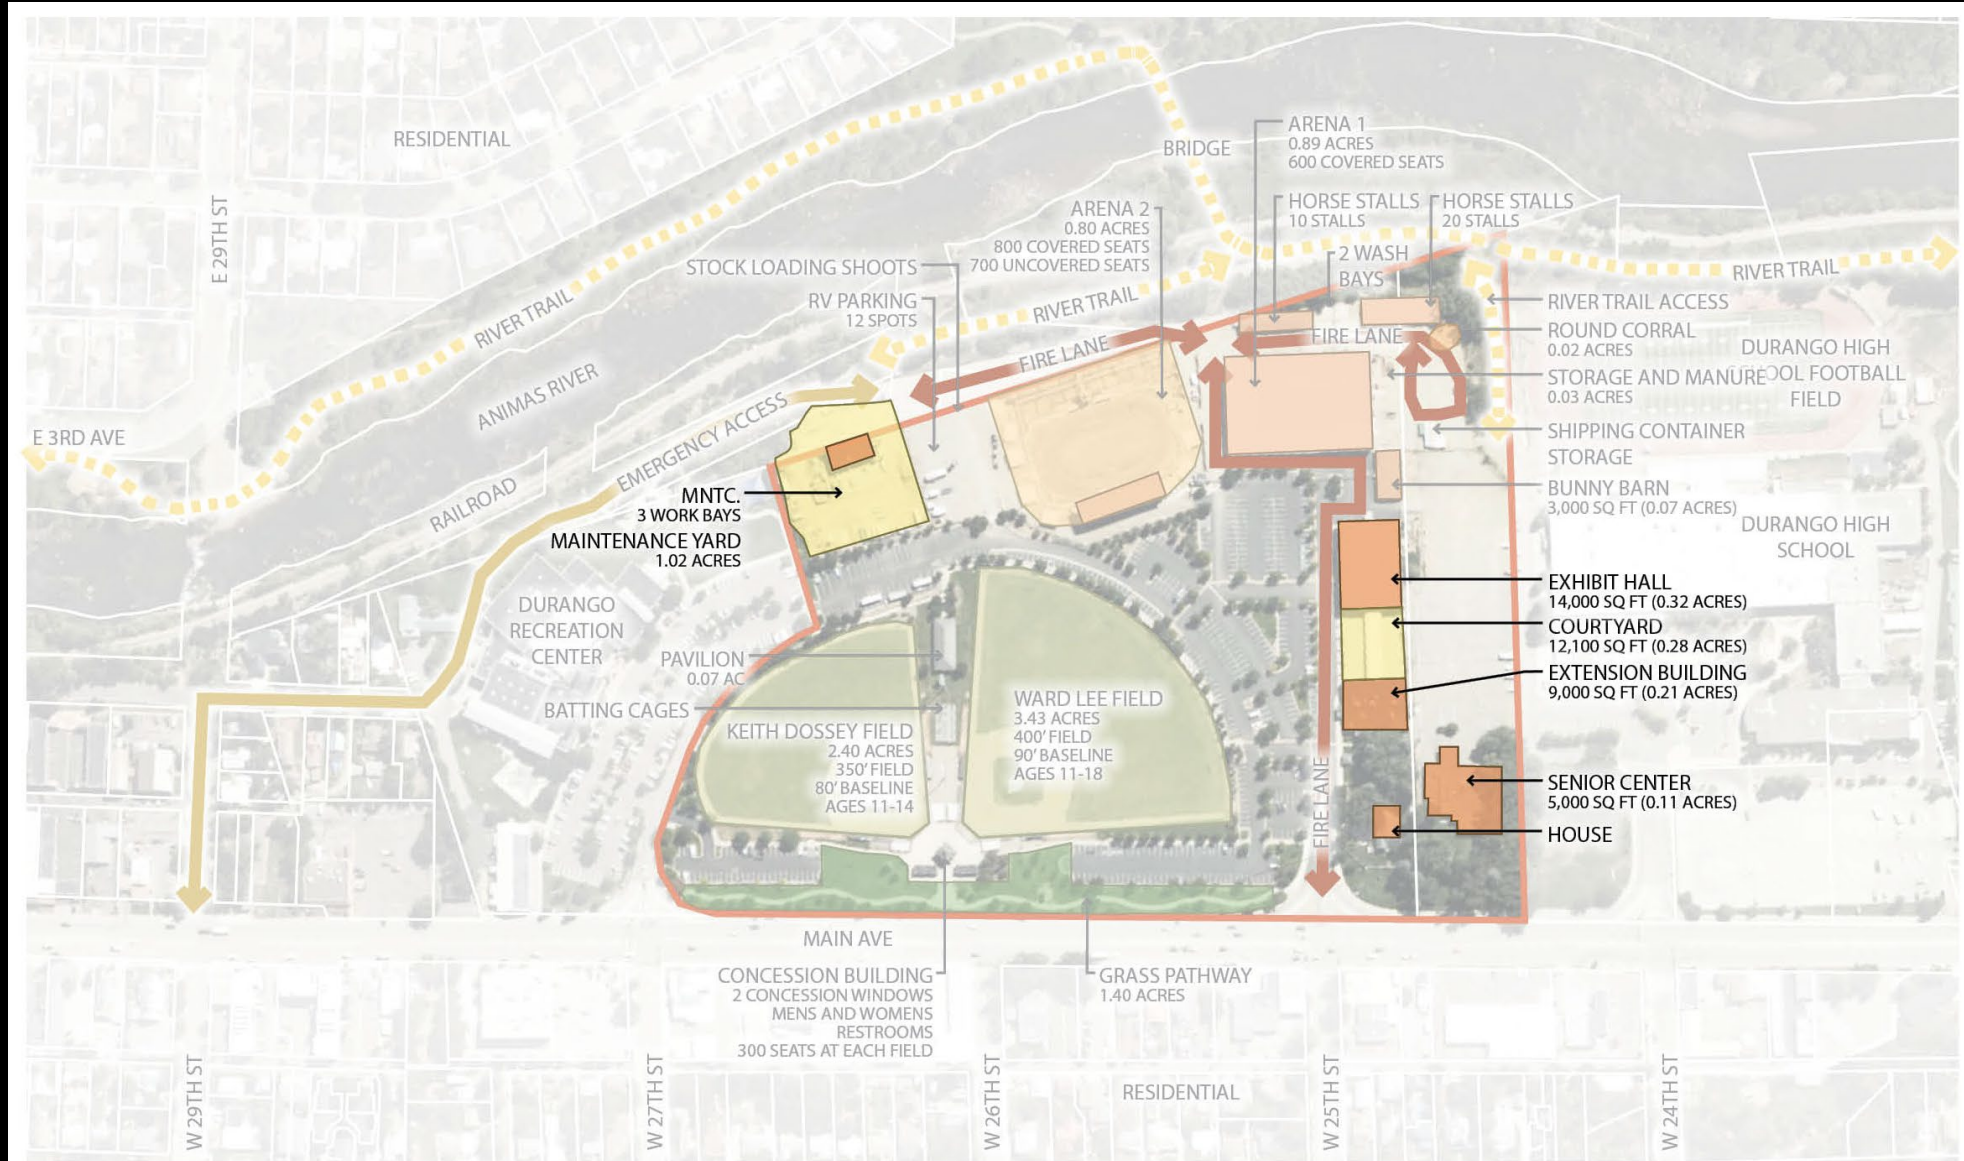 RESIDENTIAL
E 29TH ST
BRIDGE
ARENA 1
0.89 ACRES
600 COVERED SEATS
HORSE STALLS
10 STALLS
HORSE STALLS
20 STALLS
ARENA 2
0.80 ACRES
800 COVERED SEATS
700 UNCOVERED SEATS
2 WASH
BAYS
STOCK LOADING SHOOTS
RV PARKING
12 SPOTS
RIVER TRAIL
RIVER TRAIL
RIVER TRAIL
RIVER TRAIL ACCESS
ROUND CORRAL
0.02 ACRES
FIRE LANE
FIRE LANE
STORAGE AND MANURE
0.03 ACRES
DURANGO HIGH
SCHOOL FOOTBALL
FIELD
ANIMAS RIVER
E 3RD AVE
EMERGENCY ACCESS
RAILROAD
SHIPPING CONTAINER
STORAGE
BUNNY BARN
3,000 SQ FT (0.07 ACRES)
DURANGO HIGH
SCHOOL
MNTC.
3 WORK BAYS
MAINTENANCE YARD
1.02 ACRES
EXHIBIT HALL
14,000 SQ FT (0.32 ACRES)
COURTYARD
12,100 SQ FT (0.28 ACRES)
EXTENSION BUILDING
9,000 SQ FT (0.21 ACRES)
DURANGO
RECREATION
CENTER
PAVILION
0.07 AC
BATTING CAGES
KEITH DOSSEY FIELD
2.40 ACRES
350' FIELD
80' BASELINE
AGES 11-14
WARD LEE FIELD
3.43 ACRES
400' FIELD
90' BASELINE
AGES 11-18
FIRE LANE
SENIOR CENTER
5,000 SQ FT (0.11 ACRES)
HOUSE
MAIN AVE
CONCESSION BUILDING
2 CONCESSION WINDOWS
MENS AND WOMENS
RESTROOMS
300 SEATS AT EACH FIELD
GRASS PATHWAY
1.40 ACRES
RESIDENTIAL
W 29TH ST
W 27TH ST
W 26TH ST
W 25TH ST
W 24TH ST